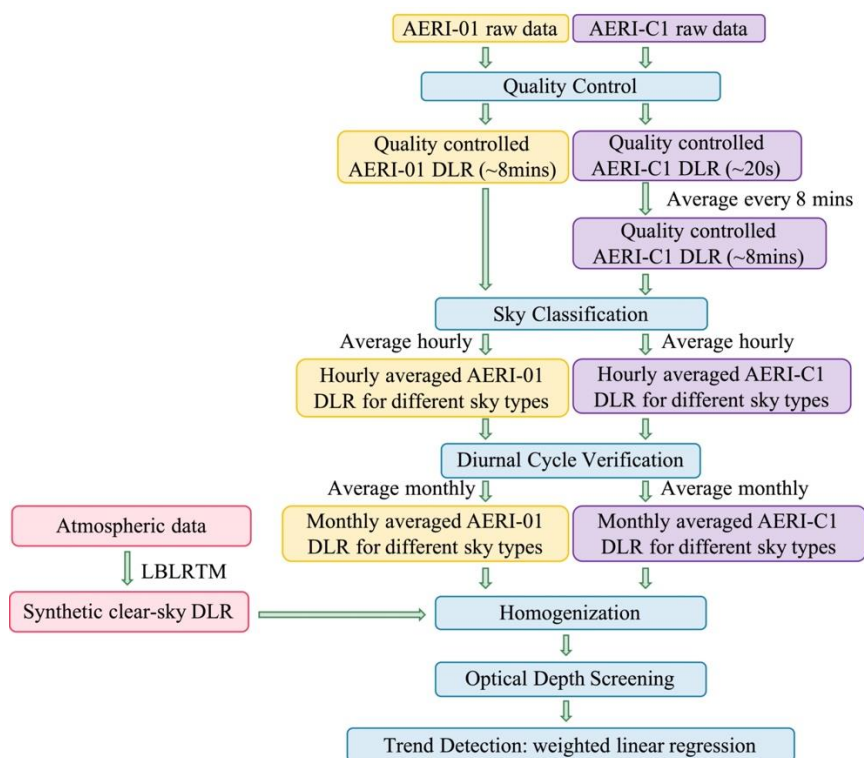 AERI-01 raw data
AERI-C1 raw data
Quality Control
Quality controlled
AERI-01 DLR (~8mins)
Quality controlled
AERI-C1 DLR (~20s)
Average every 8 mins
Quality controlled
AERI-C1 DLR (~8mins)
Sky Classification
Average hourly
Average hourly
Hourly averaged AERI-01
DLR for different sky types
Hourly averaged AERI-C1
DLR for different sky types
Diurnal Cycle Verification
Average monthly
Average monthly
Atmospheric data
Monthly averaged AERI-01
DLR for different sky types
Monthly averaged AERI-C1
DLR for different sky types
LBLRTM
Synthetic clear-sky DLR
Homogenization
Optical Depth Screening
Trend Detection: weighted linear regression